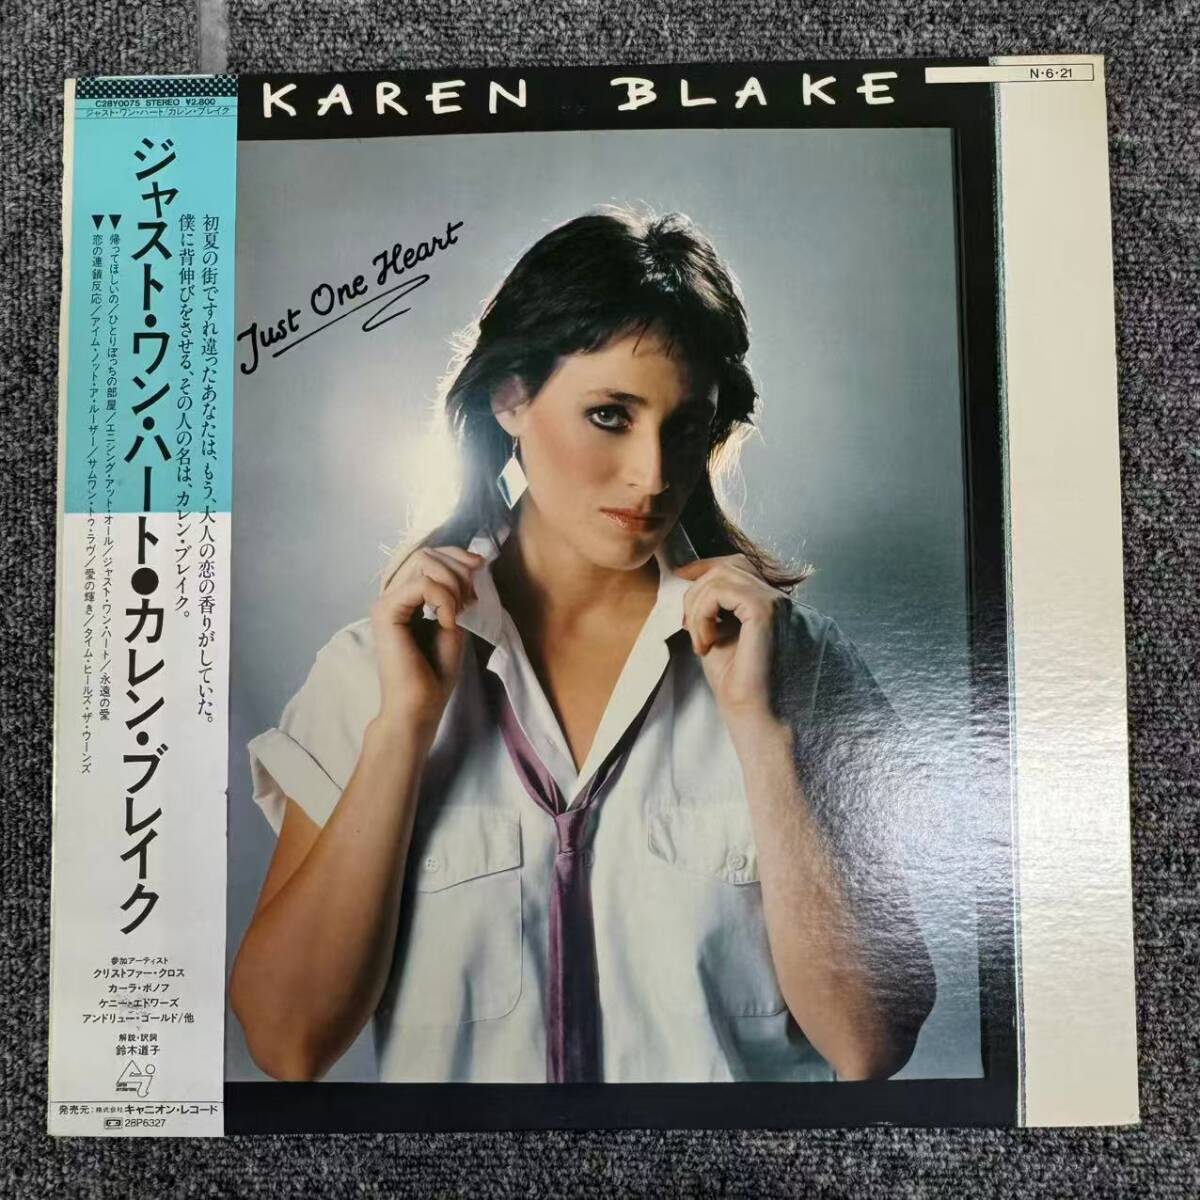 KAREN BLAKE
N・6・21
C28Y0075 STEREO ¥2.800
ジャスト・ワン・ハート/カレン・ブレイク
Just One Heart
ジャスト・ワン・ハート●カレン・ブレイク
初夏の街ですれ違ったあなたは、もう、大人の恋の香りがしていた。
僕に背伸びをさせる、その人の名は、カレン・ブレイク。
▼帰ってほしいの/ひとりぼっちの部屋/エニシング・アット・オール/ジャスト・ワン・ハート/永遠の愛
▼恋の連鎖反応/アイム・ノット・ア・ルーザー/サムワン・トゥ・ラヴ/愛の輝き/タイム・ヒールズ・ザ・ウーンズ
参加アーティスト
クリストファー・クロス
カーラ・ボノフ
ケニー・エドワーズ
アンドリュー・ゴールド/他
解説・訳詞
鈴木道子
発売元:株式会社キャニオン・レコード
28P6327